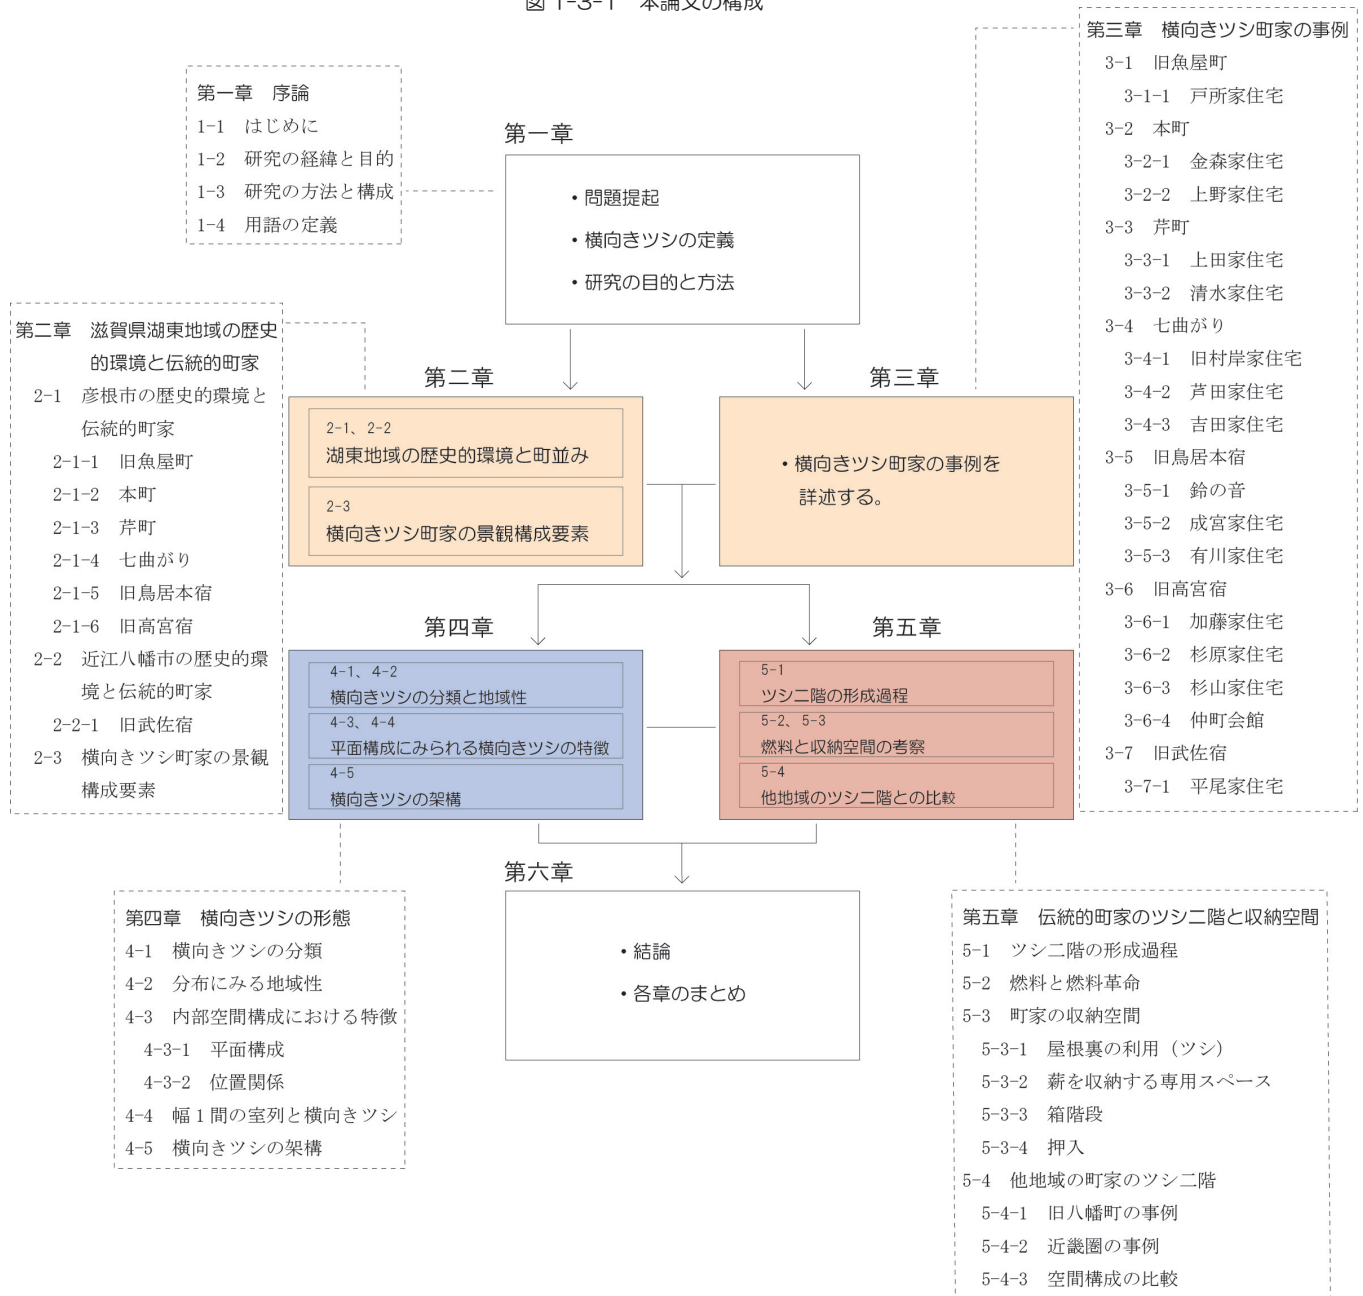 図 1-3-1　本論文の構成
第一章　序論
1-1　はじめに
1-2　研究の経緯と目的
1-3　研究の方法と構成
1-4　用語の定義
第一章
・問題提起
・横向きツシの定義
・研究の目的と方法
第二章　滋賀県湖東地域の歴史
的環境と伝統的町家
2-1　彦根市の歴史的環境と
伝統的町家
2-1-1　旧魚屋町
2-1-2　本町
2-1-3　芹町
2-1-4　七曲がり
2-1-5　旧鳥居本宿
2-1-6　旧高宮宿
2-2　近江八幡市の歴史的環
境と伝統的町家
2-2-1　旧武佐宿
2-3　横向きツシ町家の景観
構成要素
第二章
2-1、2-2
湖東地域の歴史的環境と町並み
2-3
横向きツシ町家の景観構成要素
第三章
・横向きツシ町家の事例を
詳述する。
第三章　横向きツシ町家の事例
3-1　旧魚屋町
3-1-1　戸所家住宅
3-2　本町
3-2-1　金森家住宅
3-2-2　上野家住宅
3-3　芹町
3-3-1　上田家住宅
3-3-2　清水家住宅
3-4　七曲がり
3-4-1　旧村岸家住宅
3-4-2　芦田家住宅
3-4-3　吉田家住宅
3-5　旧鳥居本宿
3-5-1　鈴の音
3-5-2　成宮家住宅
3-5-3　有川家住宅
3-6　旧高宮宿
3-6-1　加藤家住宅
3-6-2　杉原家住宅
3-6-3　杉山家住宅
3-6-4　仲町会館
3-7　旧武佐宿
3-7-1　平尾家住宅
第四章
4-1、4-2
横向きツシの分類と地域性
4-3、4-4
平面構成にみられる横向きツシの特徴
4-5
横向きツシの架構
第五章
5-1
ツシ二階の形成過程
5-2、5-3
燃料と収納空間の考察
5-4
他地域のツシ二階との比較
第六章
・結論
・各章のまとめ
第四章　横向きツシの形態
4-1　横向きツシの分類
4-2　分布にみる地域性
4-3　内部空間構成における特徴
4-3-1　平面構成
4-3-2　位置関係
4-4　幅１間の室列と横向きツシ
4-5　横向きツシの架構
第五章　伝統的町家のツシ二階と収納空間
5-1　ツシ二階の形成過程
5-2　燃料と燃料革命
5-3　町家の収納空間
5-3-1　屋根裏の利用（ツシ）
5-3-2　薪を収納する専用スペース
5-3-3　箱階段
5-3-4　押入
5-4　他地域の町家のツシ二階
5-4-1　旧八幡町の事例
5-4-2　近畿圏の事例
5-4-3　空間構成の比較